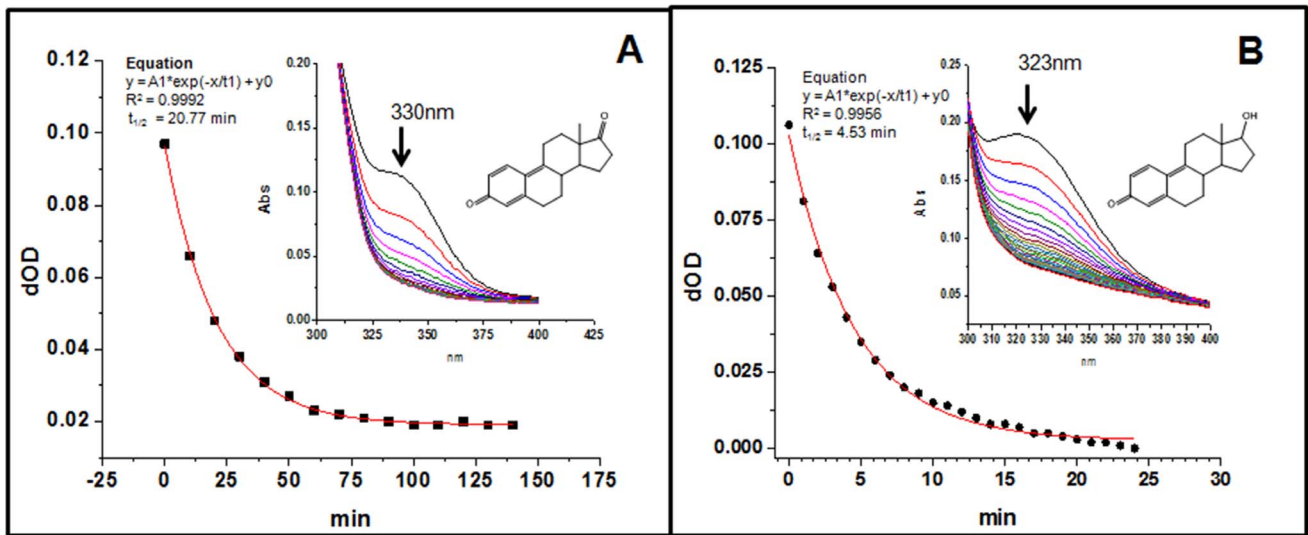 A
Equation
y = A1*exp(-x/t1) + y0
R² = 0.9992
t₁/₂ = 20.77 min
330nm
O
O
Abs
0.20
0.15
0.10
0.05
0.00
300 325 350 375 400 425
nm
dOD
0.12
0.10
0.08
0.06
0.04
0.02
-25 0 25 50 75 100 125 150 175
min
B
Equation
y = A1*exp(-x/t1) + y0
R² = 0.9956
t₁/₂ = 4.53 min
323nm
OH
O
Abs
0.25
0.20
0.15
0.10
0.05
300 310 320 330 340 350 360 370 380 390 400
nm
dOD
0.125
0.100
0.075
0.050
0.025
0.000
0 5 10 15 20 25 30
min